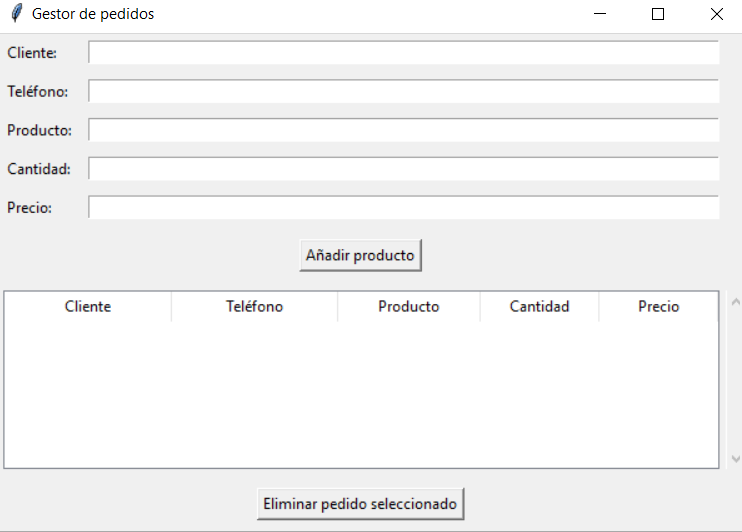 Gestor de pedidos
Cliente:
Teléfono:
Producto:
Cantidad:
Precio:
Añadir producto
Cliente Teléfono Producto Cantidad Precio
Eliminar pedido seleccionado